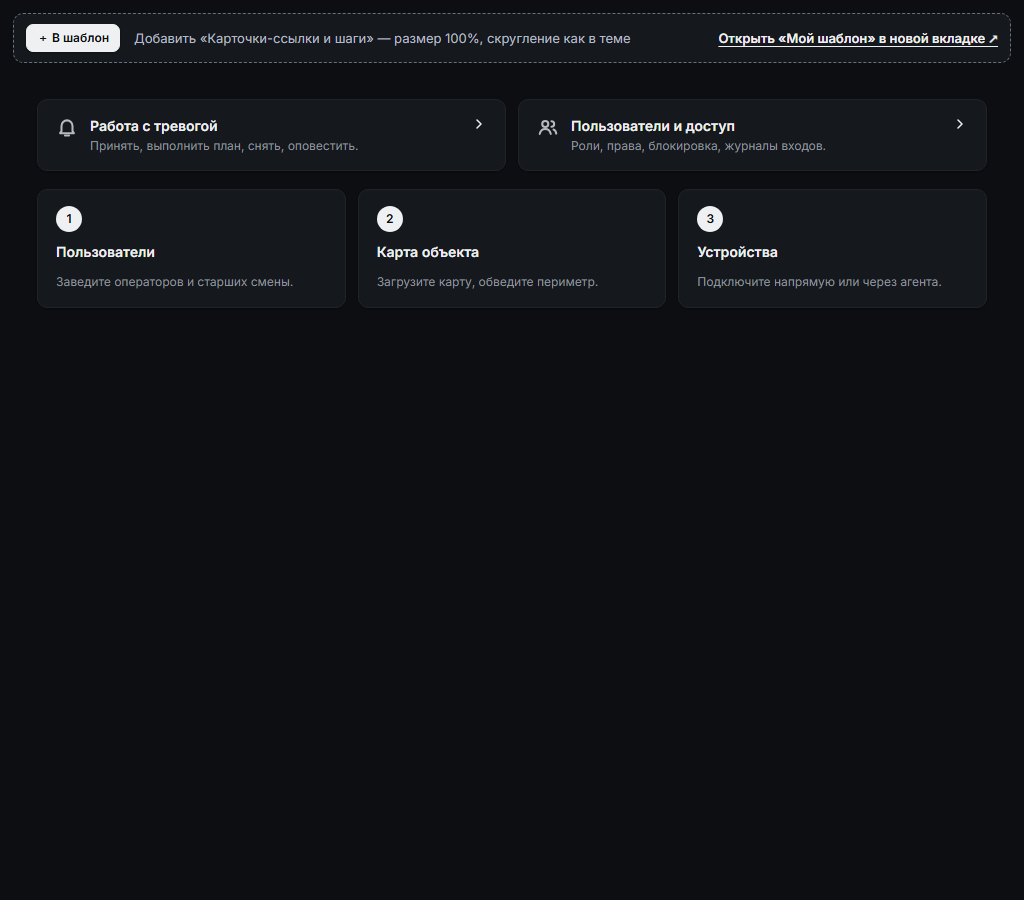 + В шаблон
Добавить «Карточки-ссылки и шаги» — размер 100%, скругление как в теме
Открыть «Мой шаблон» в новой вкладке ↗
Работа с тревогой
Принять, выполнить план, снять, оповестить.
Пользователи и доступ
Роли, права, блокировка, журналы входов.
1
Пользователи
Заведите операторов и старших смены.
2
Карта объекта
Загрузите карту, обведите периметр.
3
Устройства
Подключите напрямую или через агента.